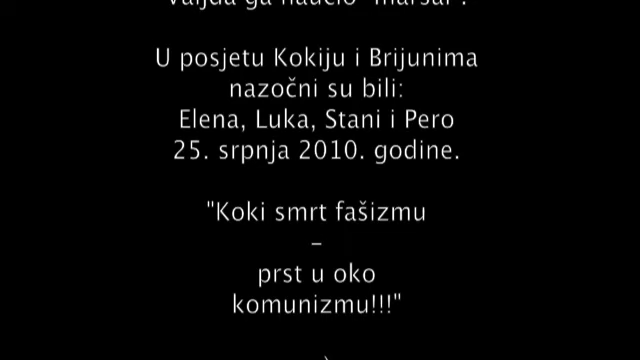 U posjetu Kokiju i Brijunima
nazočni su bili:
Elena, Luka, Stani i Pero
25. srpnja 2010. godine.
"Koki smrt fašizmu
–
prst u oko
komunizmu!!!"